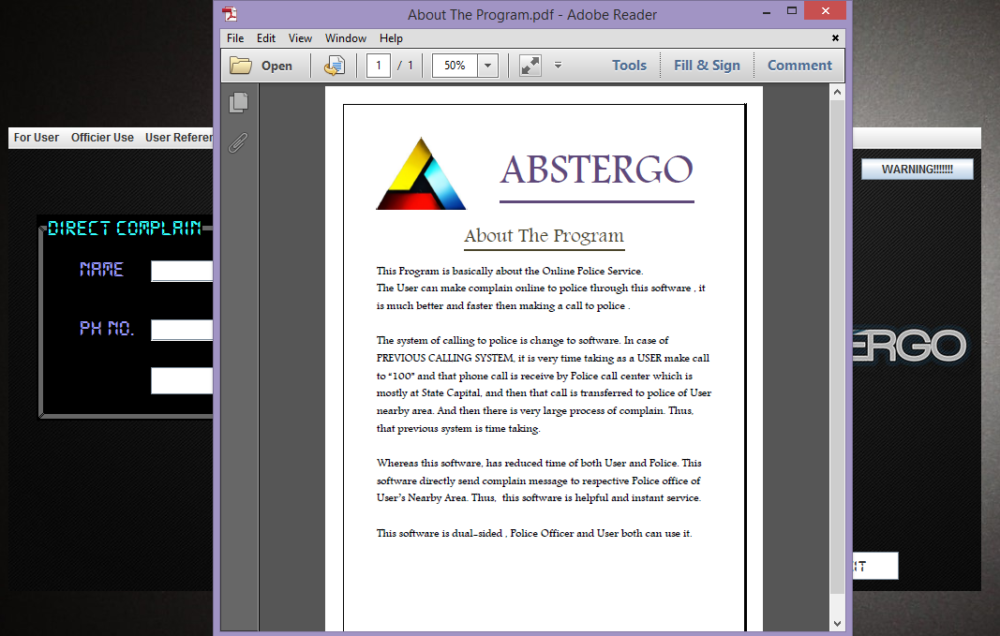 About The Program.pdf - Adobe Reader
File Edit View Window Help
Open 1 / 1 50% Tools Fill & Sign Comment
For User Officier Use
WARNING!!!!!!!
DIRECT COMPLAIN
NAME
PH NO.
ABSTERGO
About The Program
This Program is basically about the Online Police Service.
The User can make complain online to police through this software , it
is much better and faster then making a call to police .
The system of calling to police is change to software. In case of
PREVIOUS CALLING SYSTEM, it is very time taking as a USER make call
to “100” and that phone call is receive by Police call center which is
mostly at State Capital, and then that call is transferred to police of User
nearby area. And then there is very large process of complain. Thus,
that previous system is time taking.
Whereas this software, has reduced time of both User and Police. This
software directly send complain message to respective Police office of
User’s Nearby Area. Thus,  this software is helpful and instant service.
This software is dual-sided , Police Officer and User both can use it.
ERGO